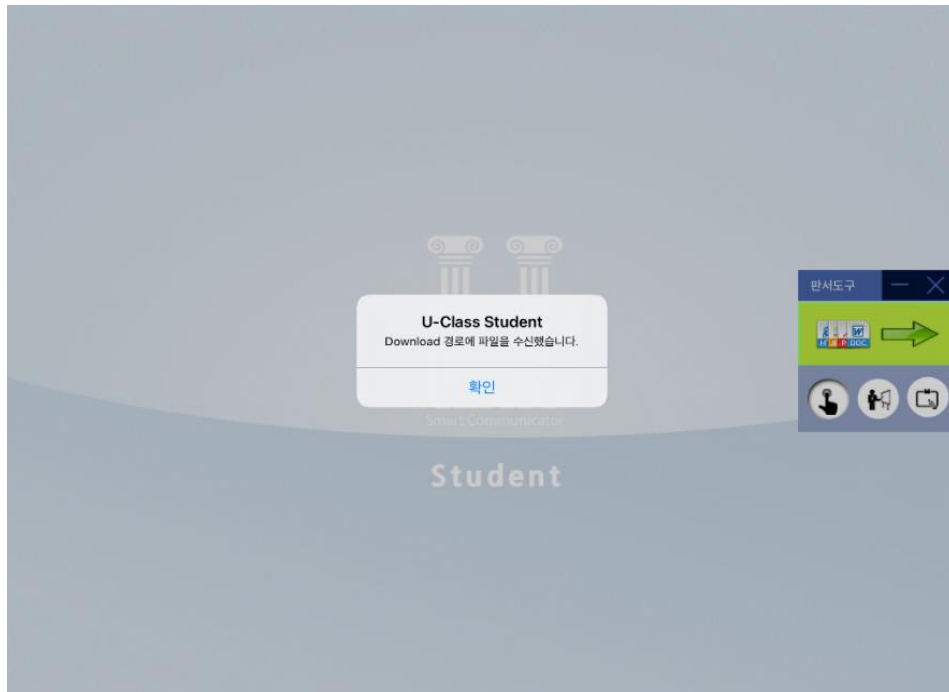 U-Class Student
Download 경로에 파일을 수신했습니다.
확인
Smart Communicator
Student
판서도구
H P DOC